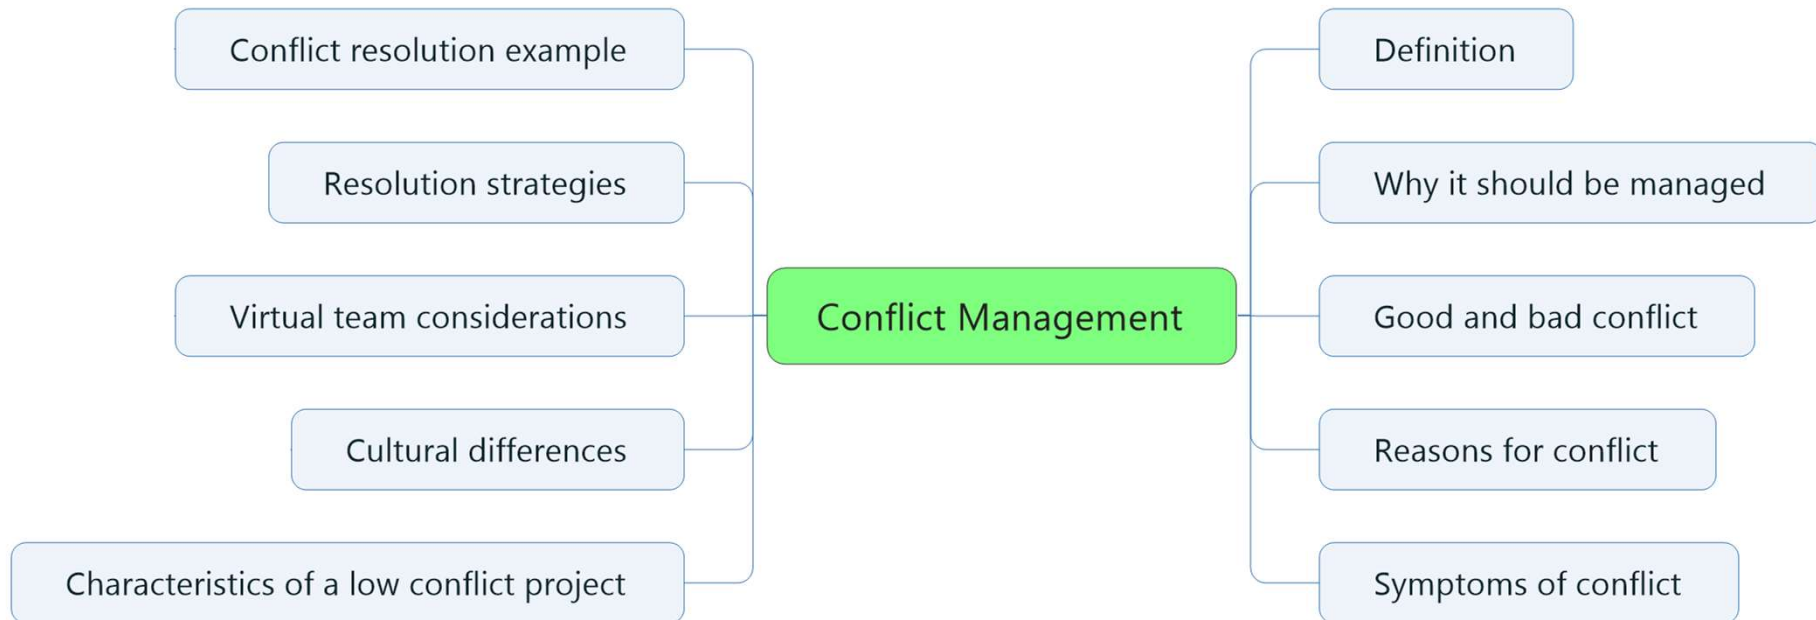 Conflict resolution example
Resolution strategies
Virtual team considerations
Cultural differences
Characteristics of a low conflict project
Conflict Management
Definition
Why it should be managed
Good and bad conflict
Reasons for conflict
Symptoms of conflict